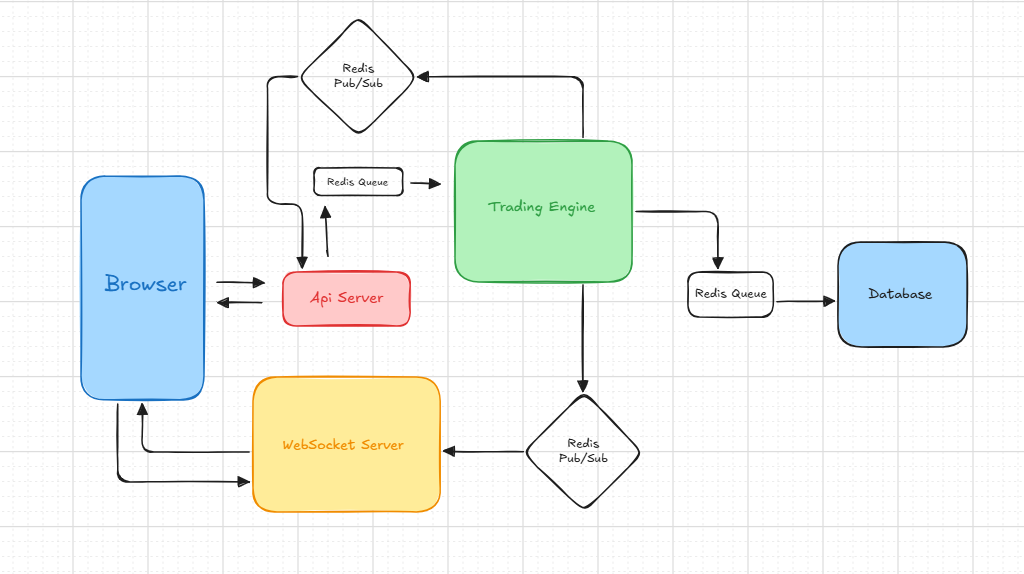 Redis
Pub/Sub
Redis Queue
Trading Engine
Browser
Api Server
Redis Queue
Database
WebSocket Server
Redis
Pub/Sub